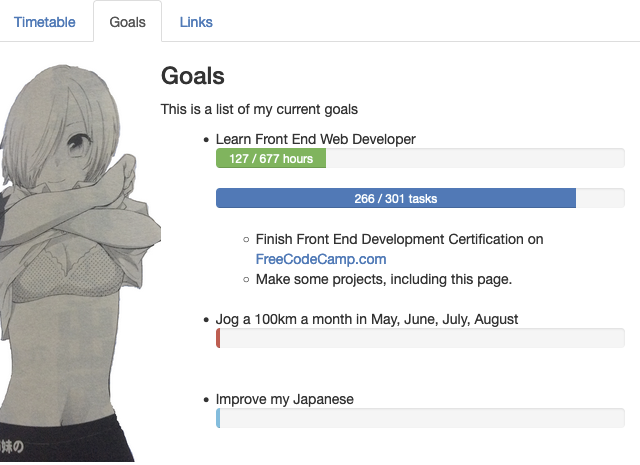 Timetable
Goals
Links
Goals
This is a list of my current goals
Learn Front End Web Developer
127 / 677 hours
266 / 301 tasks
Finish Front End Development Certification on
FreeCodeCamp.com
Make some projects, including this page.
Jog a 100km a month in May, June, July, August
Improve my Japanese
妹の